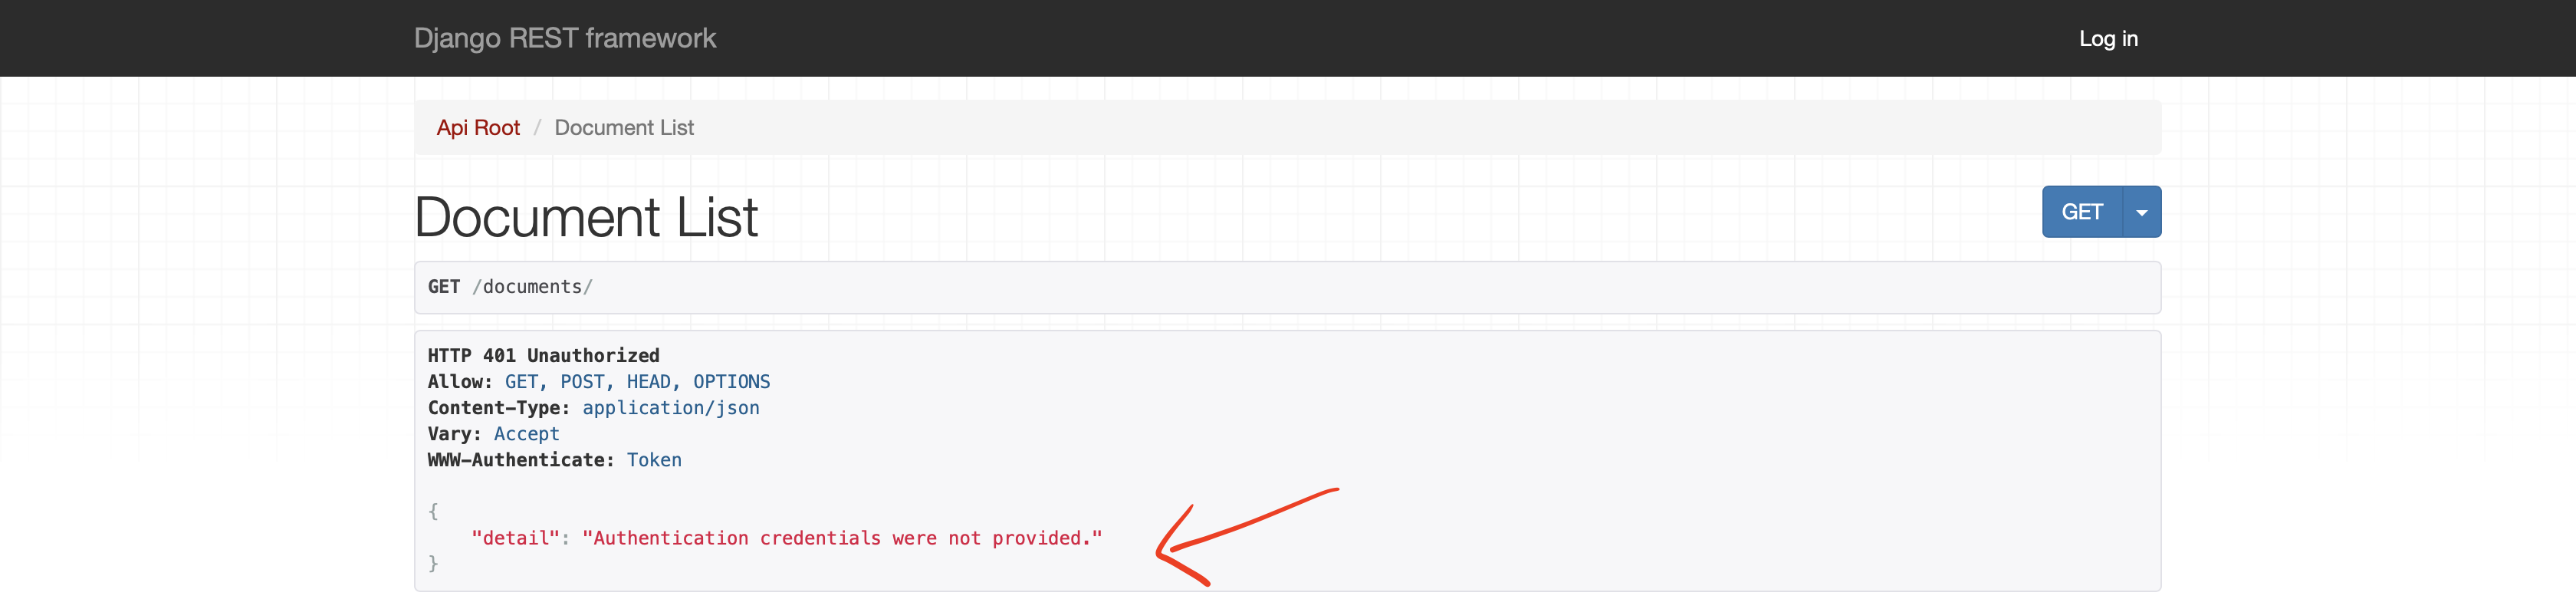 Django REST framework
Log in
Api Root / Document List
Document List
GET
GET /documents/
HTTP 401 Unauthorized
Allow: GET, POST, HEAD, OPTIONS
Content-Type: application/json
Vary: Accept
WWW-Authenticate: Token
{
"detail": "Authentication credentials were not provided."
}